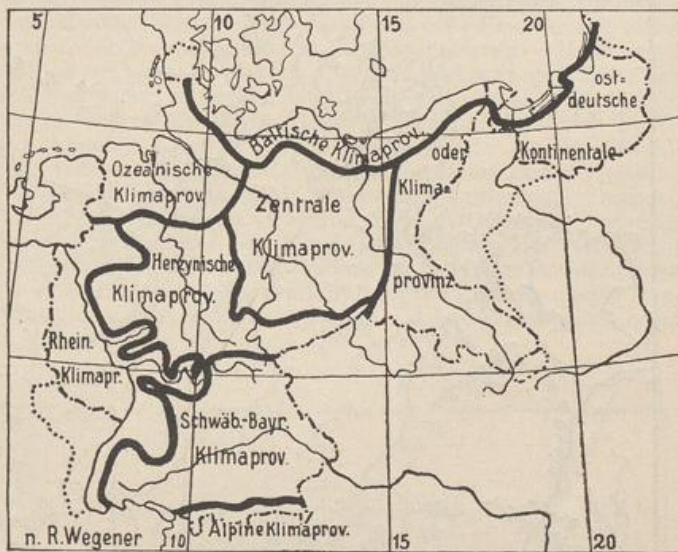 5
10
15
20
ost=
deutsche
Baltische Klimaprov.
oder
Kontinentale
Ozeanische
Klimaprov.
Klima=
Zentrale
Klimaprov.
Herzynische
Klimaprov.
provinz
Rhein.
Klimapr.
Schwäb.-Bayr.
Klimaprov.
n. R.Wegener
10
Alpine Klimaprov.
15
20